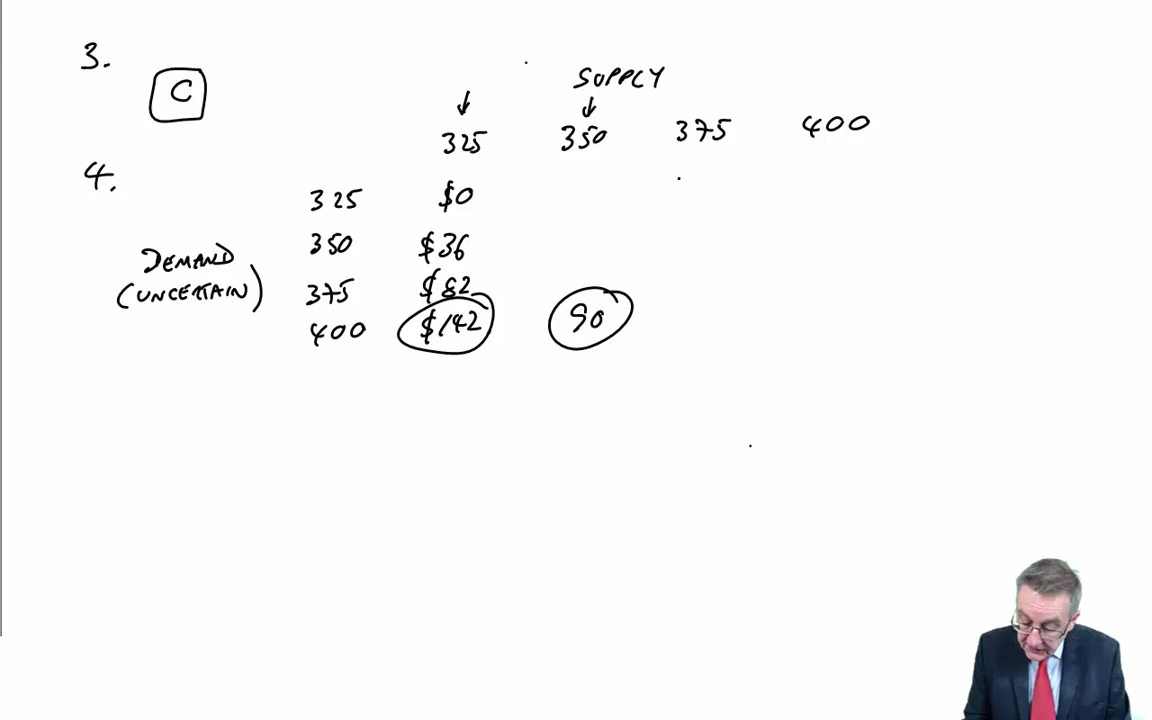 3.
C
SUPPLY
325 350 375 400
4.
325 $0
DEMAND 350 $36
(UNCERTAIN) 375 $82
400 $142 90